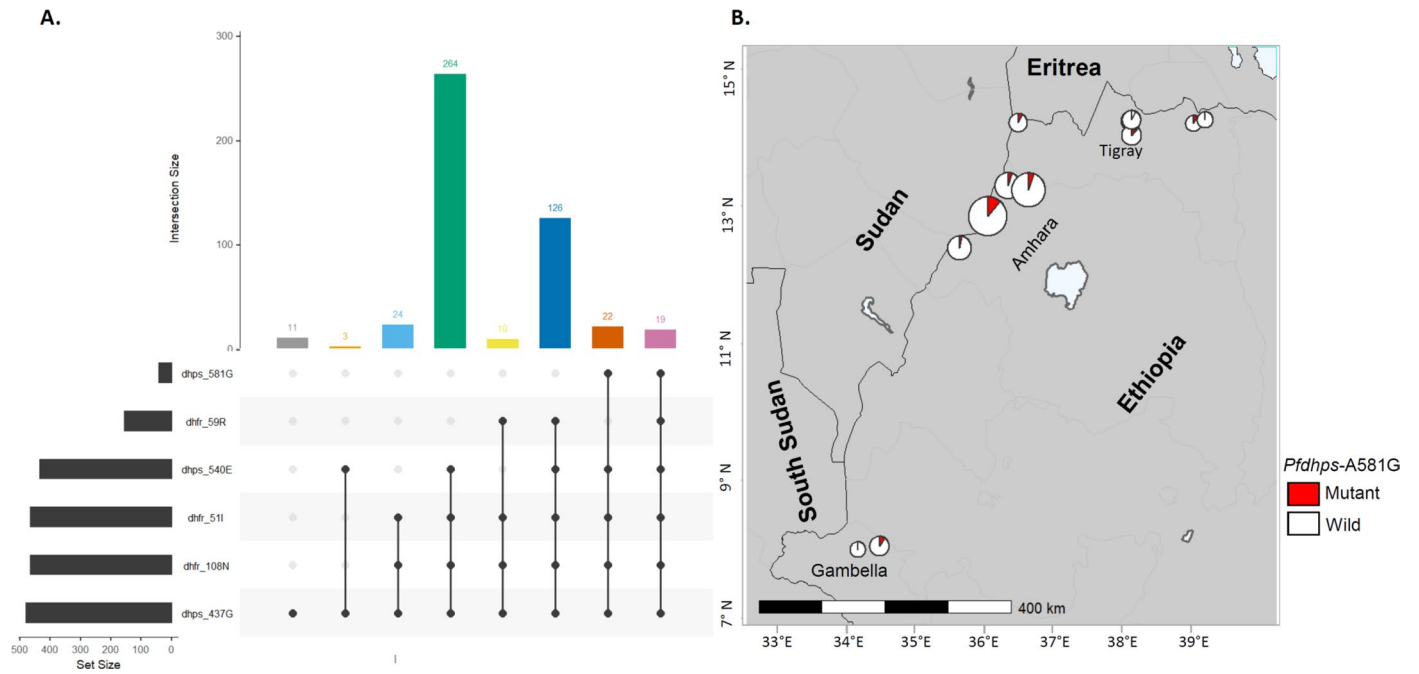 A.
300
200
100
0
Intersection Size
264
126
24
22
19
11
10
3
dhps_581G
dhfr_59R
dhps_540E
dhfr_51I
dhfr_108N
dhps_437G
500 400 300 200 100 0
Set Size
B.
15° N
13° N
11° N
9° N
7° N
Eritrea
Tigray
Sudan
Amhara
Ethiopia
South Sudan
Gambella
400 km
33°E 34°E 35°E 36°E 37°E 38°E 39°E
Pfdhps-A581G
Mutant
Wild